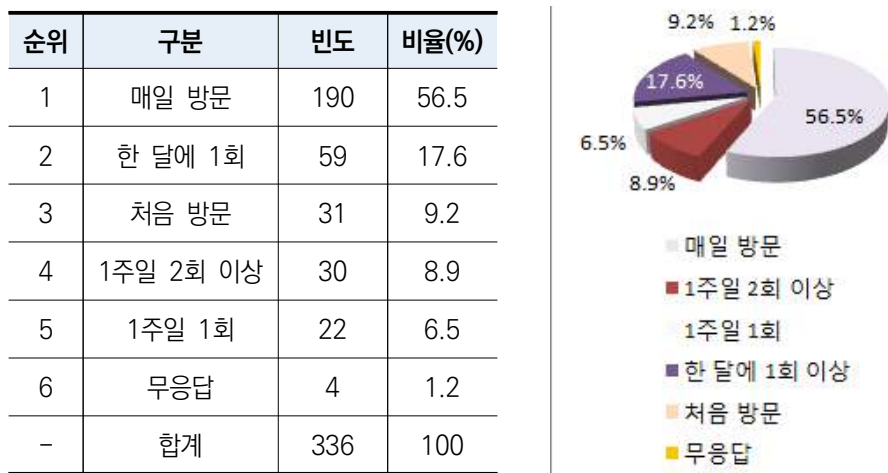 순위 구분 빈도 비율(%)
1 매일 방문 190 56.5
2 한 달에 1회 59 17.6
3 처음 방문 31 9.2
4 1주일 2회 이상 30 8.9
5 1주일 1회 22 6.5
6 무응답 4 1.2
- 합계 336 100
9.2% 1.2%
17.6%
56.5%
6.5%
8.9%
매일 방문
1주일 2회 이상
1주일 1회
한 달에 1회 이상
처음 방문
무응답